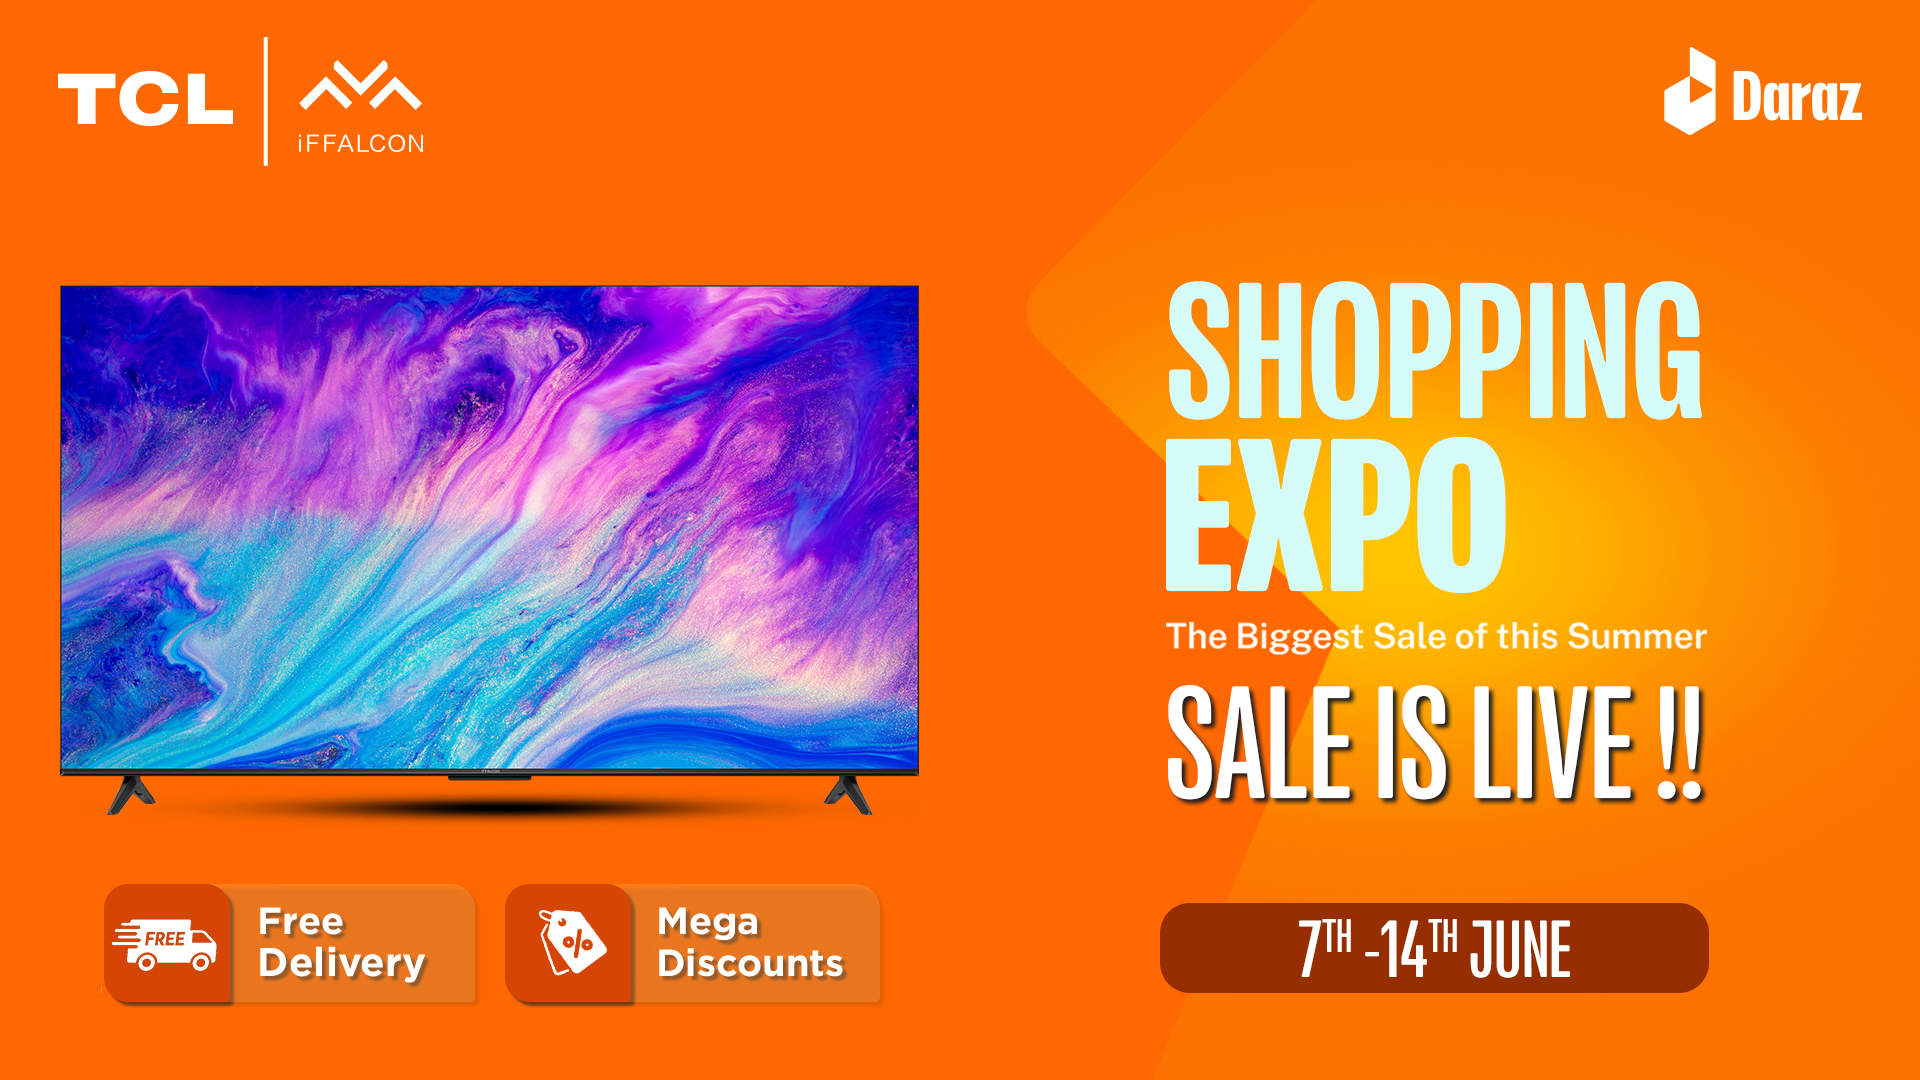 TCL
iFFALCON
Daraz
SHOPPING
EXPO
The Biggest Sale of this Summer
SALE IS LIVE !!
7TH -14TH JUNE
FREE
Free
Delivery
%
Mega
Discounts